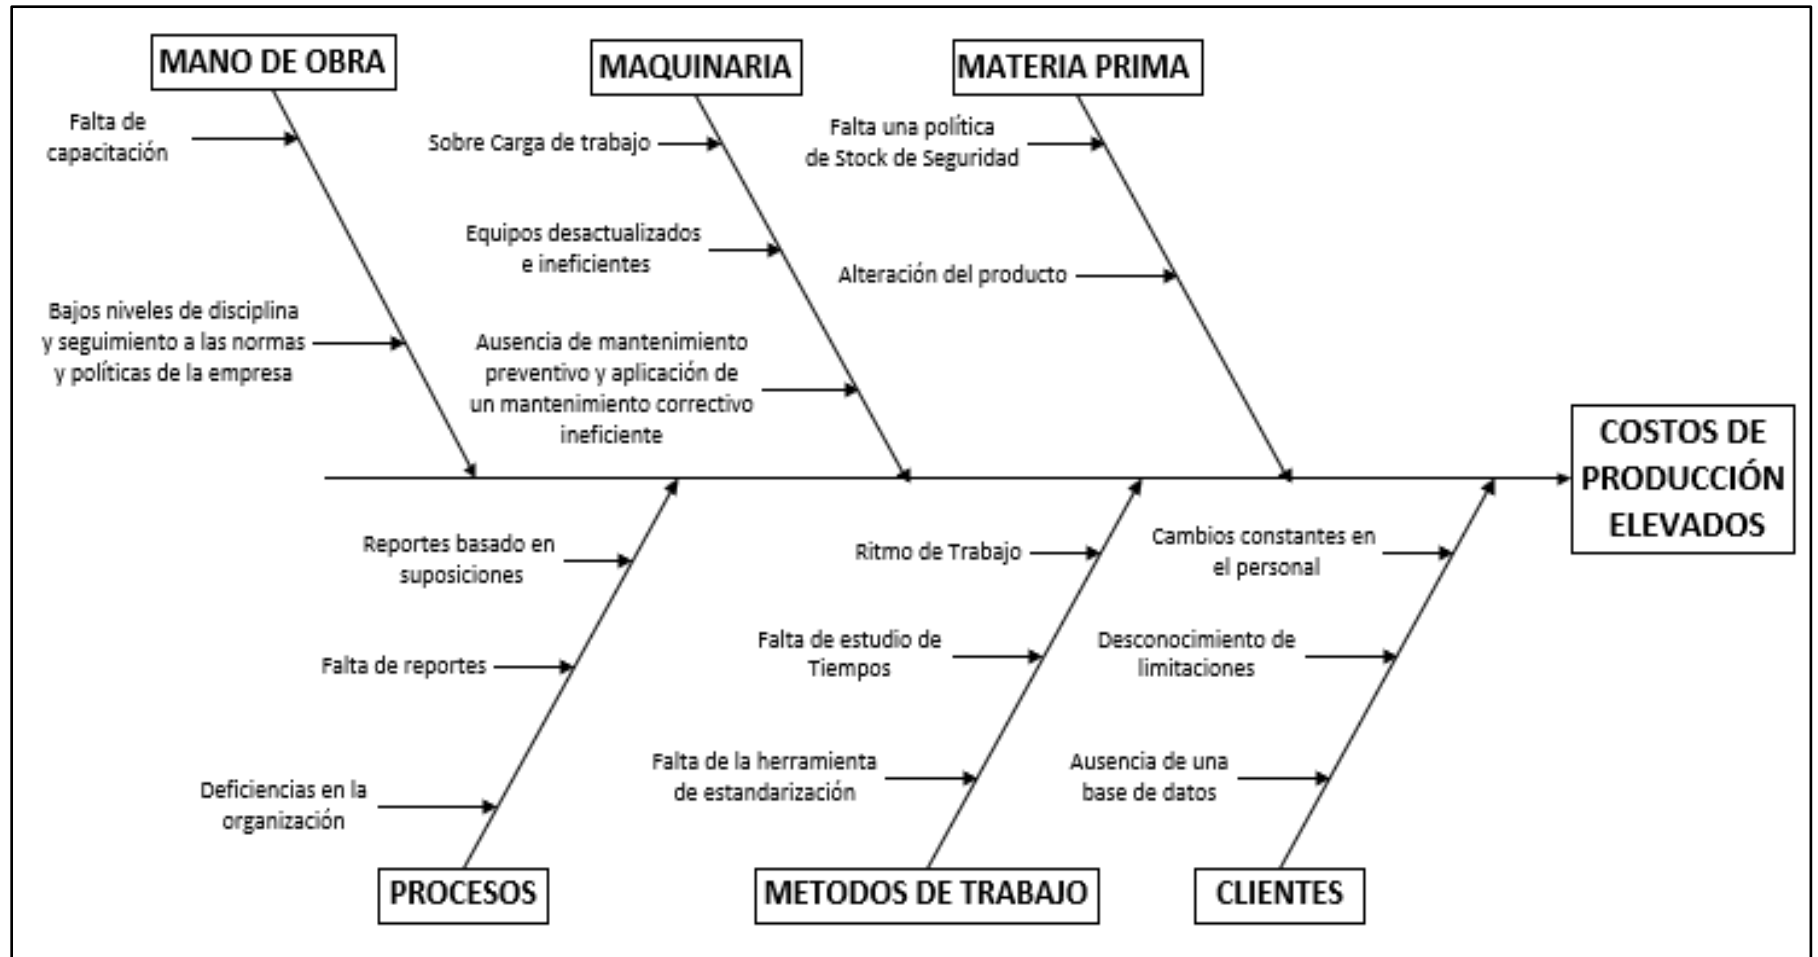 MANO DE OBRA
Falta de
capacitación
Bajos niveles de disciplina
y seguimiento a las normas
y políticas de la empresa
MAQUINARIA
Sobre Carga de trabajo
Equipos desactualizados
e ineficientes
Ausencia de mantenimiento
preventivo y aplicación de
un mantenimiento correctivo
ineficiente
MATERIA PRIMA
Falta una política
de Stock de Seguridad
Alteración del producto
COSTOS DE
PRODUCCIÓN
ELEVADOS
Reportes basado en
suposiciones
Falta de reportes
Deficiencias en la
organización
PROCESOS
Ritmo de Trabajo
Falta de estudio de
Tiempos
Falta de la herramienta
de estandarización
METODOS DE TRABAJO
Cambios constantes en
el personal
Desconocimiento de
limitaciones
Ausencia de una
base de datos
CLIENTES